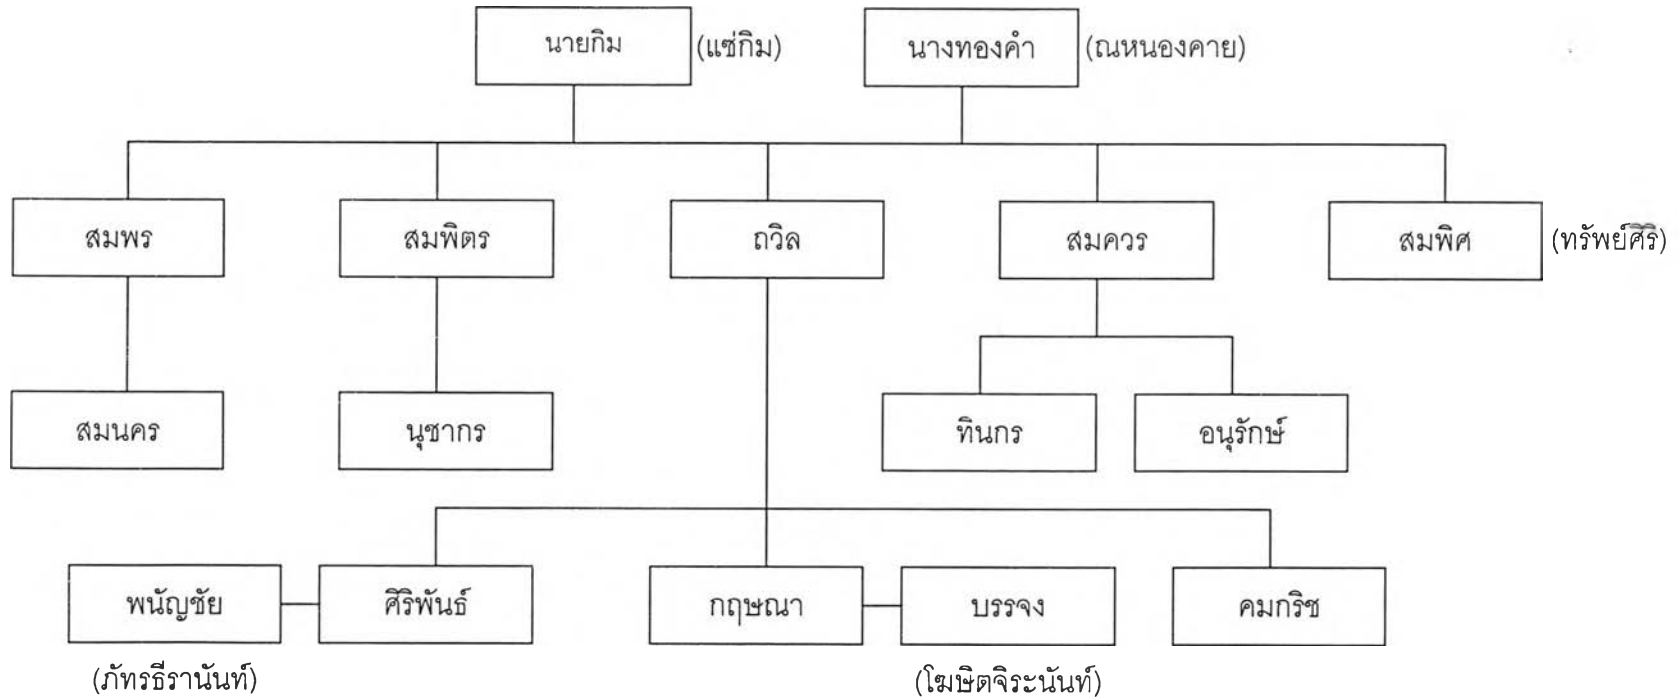 นายกิม (แซ่กิม) นางทองคำ (ณหนองคาย)
สมพร สมพิตร ถวิล สมควร สมพิศ (ทรัพย์ศิริ)
สมนคร นุชากร ทินกร อนุรักษ์
พนัญชัย ศิริพันธ์ กฤษณา บรรจง คมกริช
(ภัทรธีรานันท์) (โฆษิตจิระนันท์)